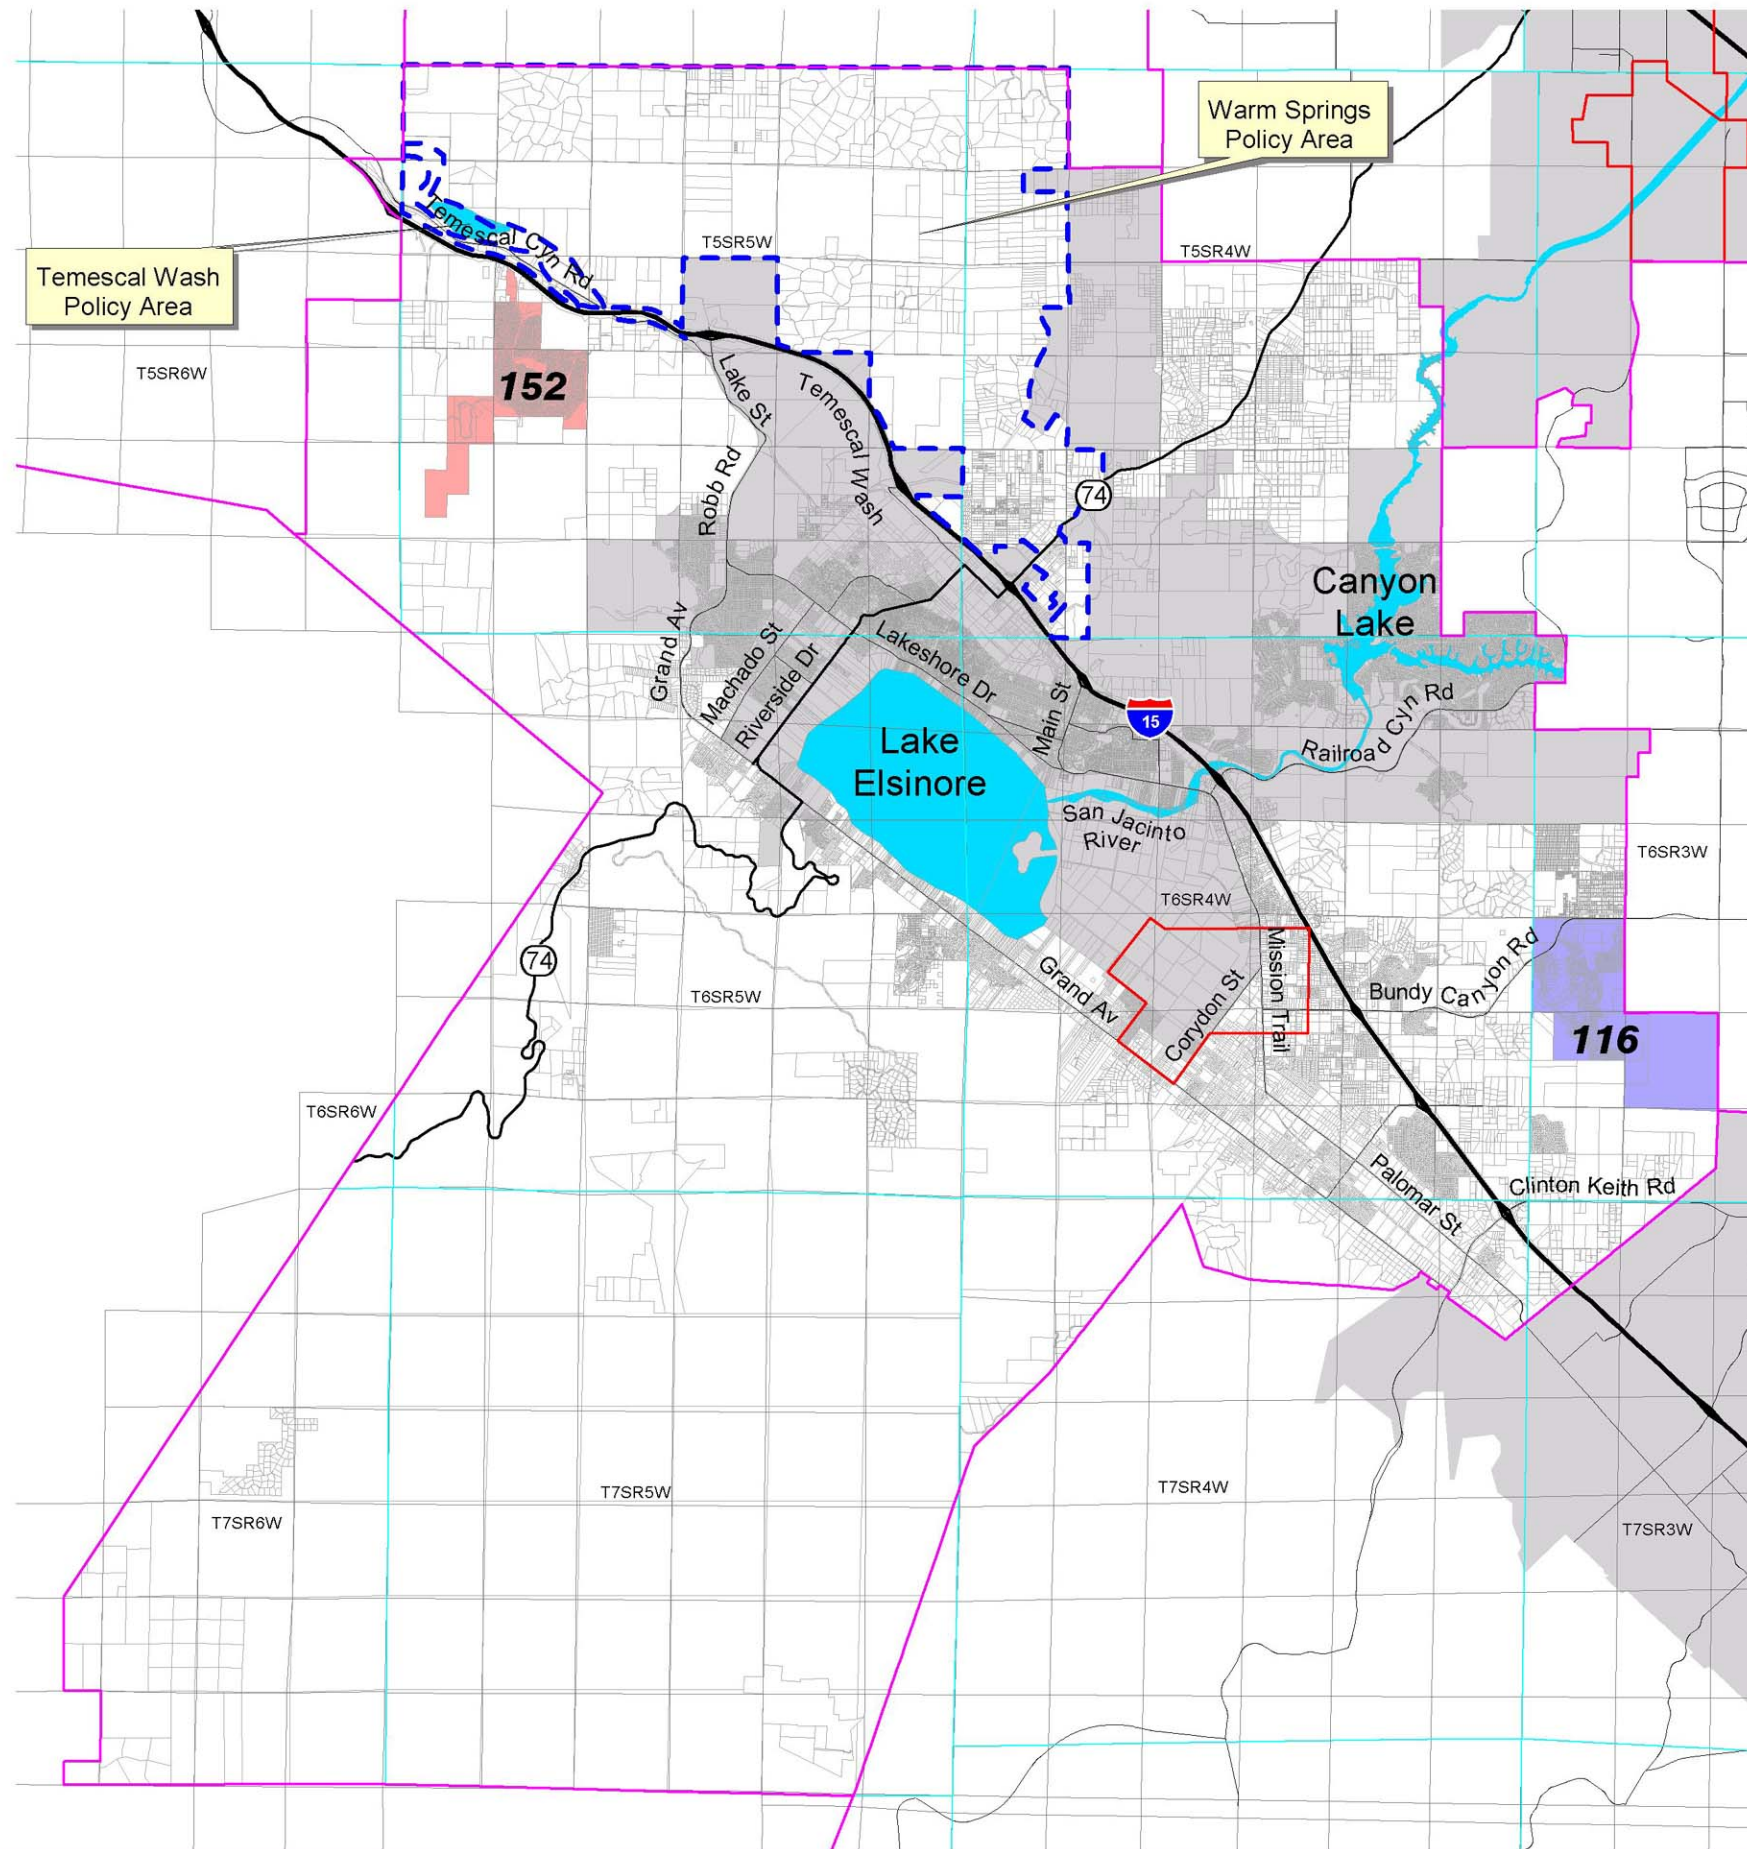 Warm Springs
Policy Area
Temescal Cyn Rd
T5SR5W
T5SR4W
Temescal Wash
Policy Area
T5SR6W
152
Lake St
Temescal Wash
Robb Rd
74
Canyon
Lake
Grand Av
Machado St
Riverside Dr
Lakeshore Dr
Main St
15
Railroad Cyn Rd
Lake
Elsinore
San Jacinto
River
T6SR3W
T6SR4W
74
T6SR5W
Grand Av
Corydon St
Mission Trail
Bundy Canyon Rd
116
T6SR6W
Palomar St
Clinton Keith Rd
T7SR5W
T7SR4W
T7SR6W
T7SR3W